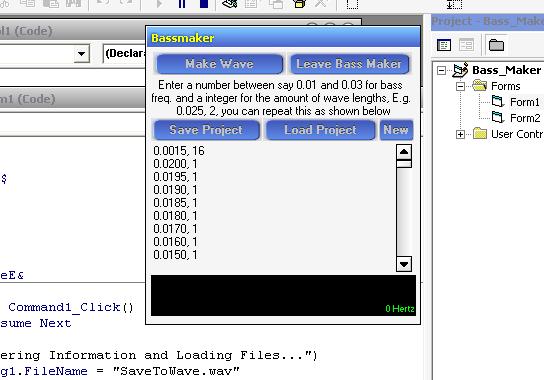 ol1 (Code)
Project - Bass_Make
(Declara
m1 (Code)
$
eE&
Command1_Click()
sume Next
ering Information and Loading Files...")
g1.FileName = "SaveToWave.wav"
Bassmaker
Make Wave
Leave Bass Maker
Enter a number between say 0.01 and 0.03 for bass
freq. and a integer for the amount of wave lengths, E.g.
0.025, 2, you can repeat this as shown below
Save Project
Load Project
New
0.0015, 16
0.0200, 1
0.0195, 1
0.0190, 1
0.0185, 1
0.0180, 1
0.0170, 1
0.0160, 1
0.0150, 1
0 Hertz
Bass_Maker
Forms
Form1
Form2
User Contr